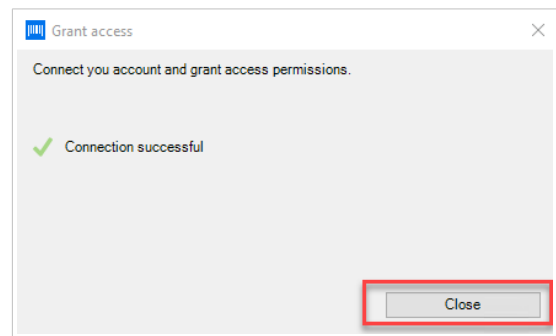 Grant access
Connect you account and grant access permissions.
Connection successful
Close